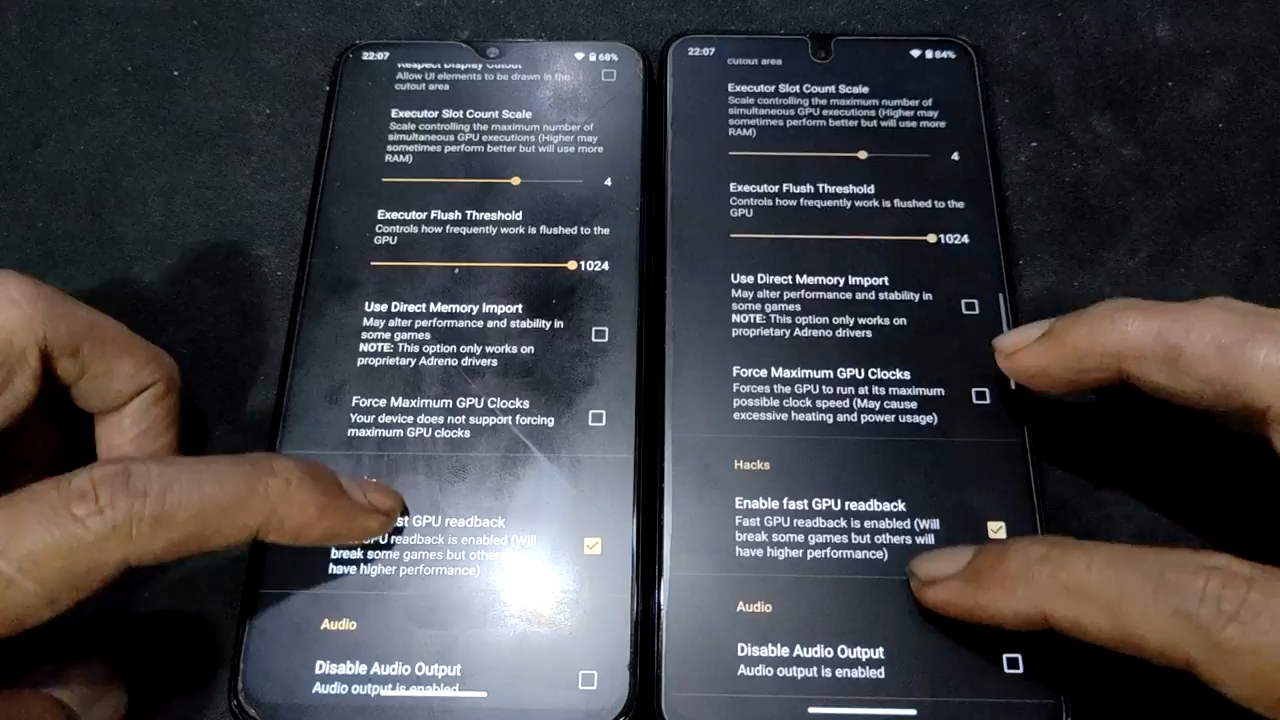 22:07
68%
Respect Display Cutout
Allow UI elements to be drawn in the
cutout area
Executor Slot Count Scale
Scale controlling the maximum number of
simultaneous GPU executions (Higher may
sometimes perform better but will use more
RAM)
4
Executor Flush Threshold
Controls how frequently work is flushed to the
GPU
1024
Use Direct Memory Import
May alter performance and stability in
some games
NOTE: This option only works on
proprietary Adreno drivers
Force Maximum GPU Clocks
Your device does not support forcing
maximum GPU clocks
GPU readback
readback is enabled (Will
break some games but others will
have higher performance)
Audio
Disable Audio Output
Audio output is enabled
22:07
84%
cutout area
Executor Slot Count Scale
Scale controlling the maximum number of
simultaneous GPU executions (Higher may
sometimes perform better but will use more
RAM)
4
Executor Flush Threshold
Controls how frequently work is flushed to the
GPU
1024
Use Direct Memory Import
May alter performance and stability in
some games
NOTE: This option only works on
proprietary Adreno drivers
Force Maximum GPU Clocks
Forces the GPU to run at its maximum
possible clock speed (May cause
excessive heating and power usage)
Hacks
Enable fast GPU readback
Fast GPU readback is enabled (Will
break some games but others will
have higher performance)
Audio
Disable Audio Output
Audio output is enabled